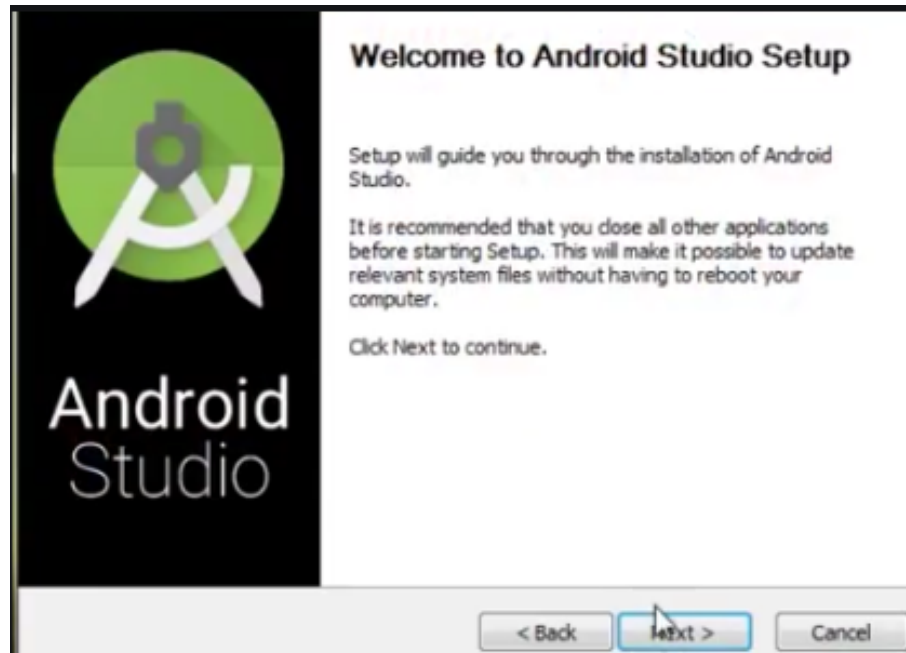 Welcome to Android Studio Setup
Setup will guide you through the installation of Android
Studio.
It is recommended that you close all other applications
before starting Setup. This will make it possible to update
relevant system files without having to reboot your
computer.
Click Next to continue.
Android
Studio
< Back
Next >
Cancel